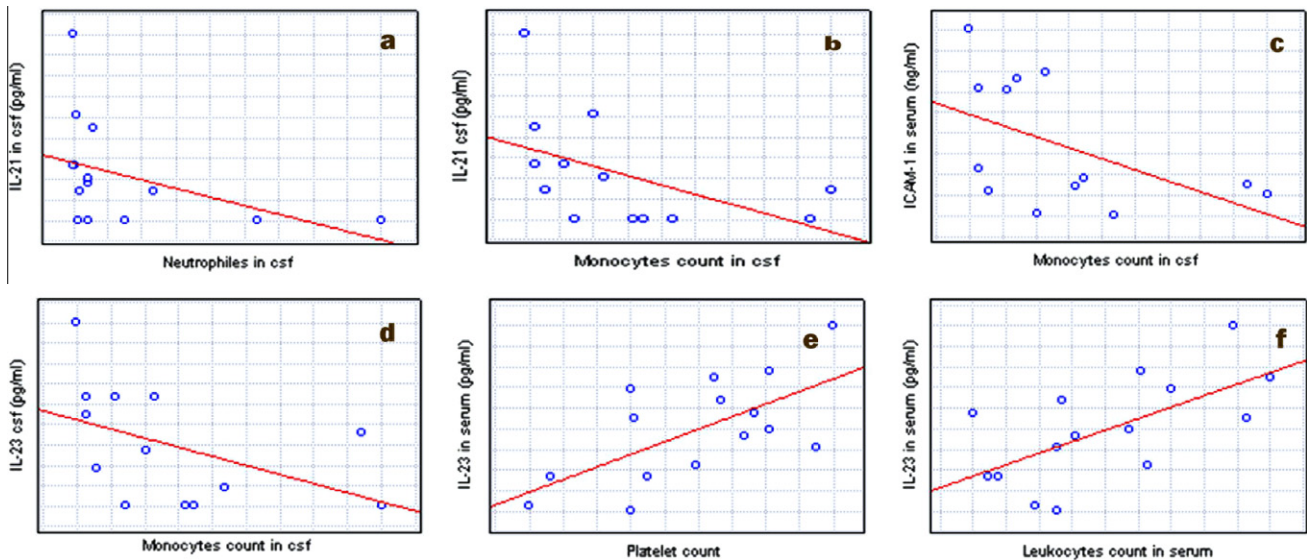 a
IL-21 in csf (pg/ml)
Neutrophiles in csf
b
IL-21 csf (pg/ml)
Monocytes count in csf
c
ICAM-1 in serum (ng/ml)
Monocytes count in csf
d
IL-23 csf (pg/ml)
Monocytes count in csf
e
IL-23 in serum (pg/ml)
Platelet count
f
IL-23 in serum (pg/ml)
Leukocytes count in serum